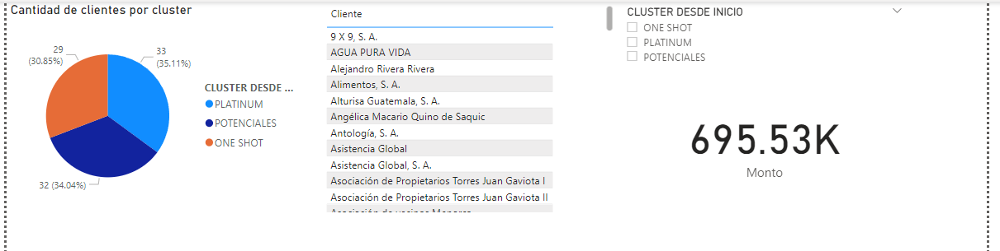 Cantidad de clientes por cluster
29
(30.85%)
33
(35.11%)
32 (34.04%)
CLUSTER DESDE ...
PLATINUM
POTENCIALES
ONE SHOT
Cliente
9 X 9, S. A.
AGUA PURA VIDA
Alejandro Rivera Rivera
Alimentos, S. A.
Alturisa Guatemala, S. A.
Angélica Macario Quino de Saquic
Antología, S. A.
Asistencia Global
Asistencia Global, S. A.
Asociación de Propietarios Torres Juan Gaviota I
Asociación de Propietarios Torres Juan Gaviota II
Asociación de vecinos
CLUSTER DESDE INICIO
ONE SHOT
PLATINUM
POTENCIALES
695.53K
Monto